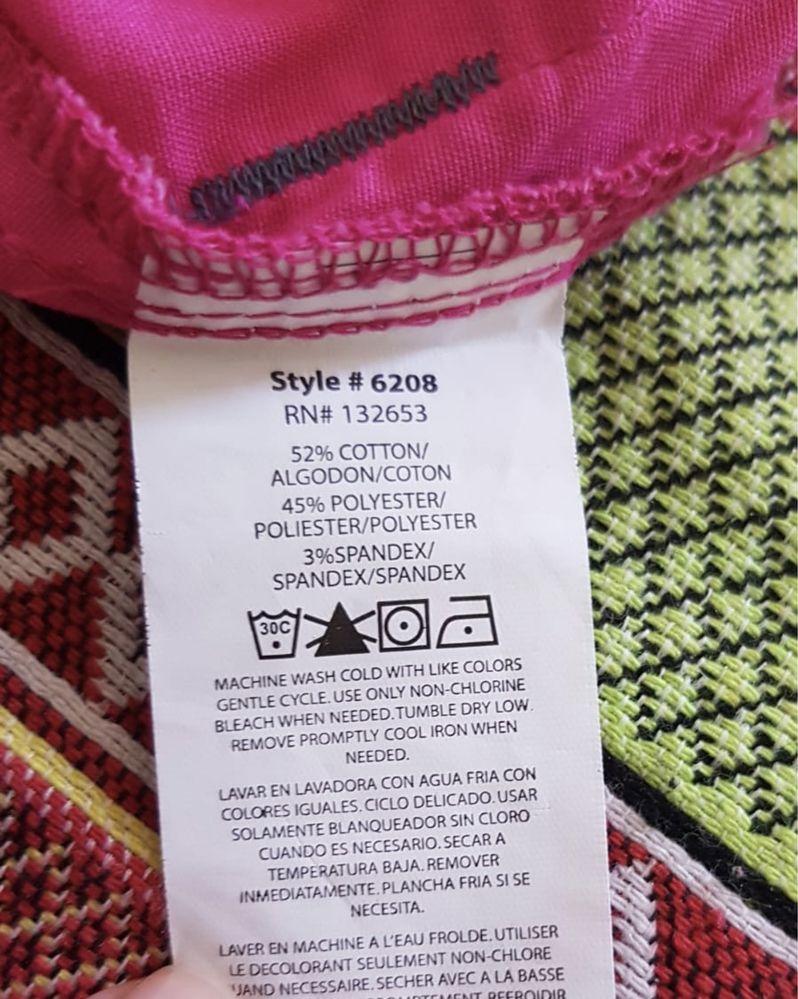 Style # 6208
RN# 132653
52% COTTON/
ALGODON/COTON
45% POLYESTER/
POLIESTER/POLYESTER
3%SPANDEX/
SPANDEX/SPANDEX
30C
MACHINE WASH COLD WITH LIKE COLORS
GENTLE CYCLE. USE ONLY NON-CHLORINE
BLEACH WHEN NEEDED. TUMBLE DRY LOW.
REMOVE PROMPTLY COOL IRON WHEN
NEEDED.
LAVAR EN LAVADORA CON AGUA FRIA CON
COLORES IGUALES. CICLO DELICADO. USAR
SOLAMENTE BLANQUEADOR SIN CLORO
CUANDO ES NECESARIO. SECAR A
TEMPERATURA BAJA. REMOVER
INMEDIATAMENTE. PLANCHA FRIA SI SE
NECESITA.
LAVER EN MACHINE A L'EAU FROLDE. UTILISER
LE DECOLORANT SEULEMENT NON-CHLORE
UAND NECESSAIRE. SECHER AVEC A LA BASSE
REFROIDIR